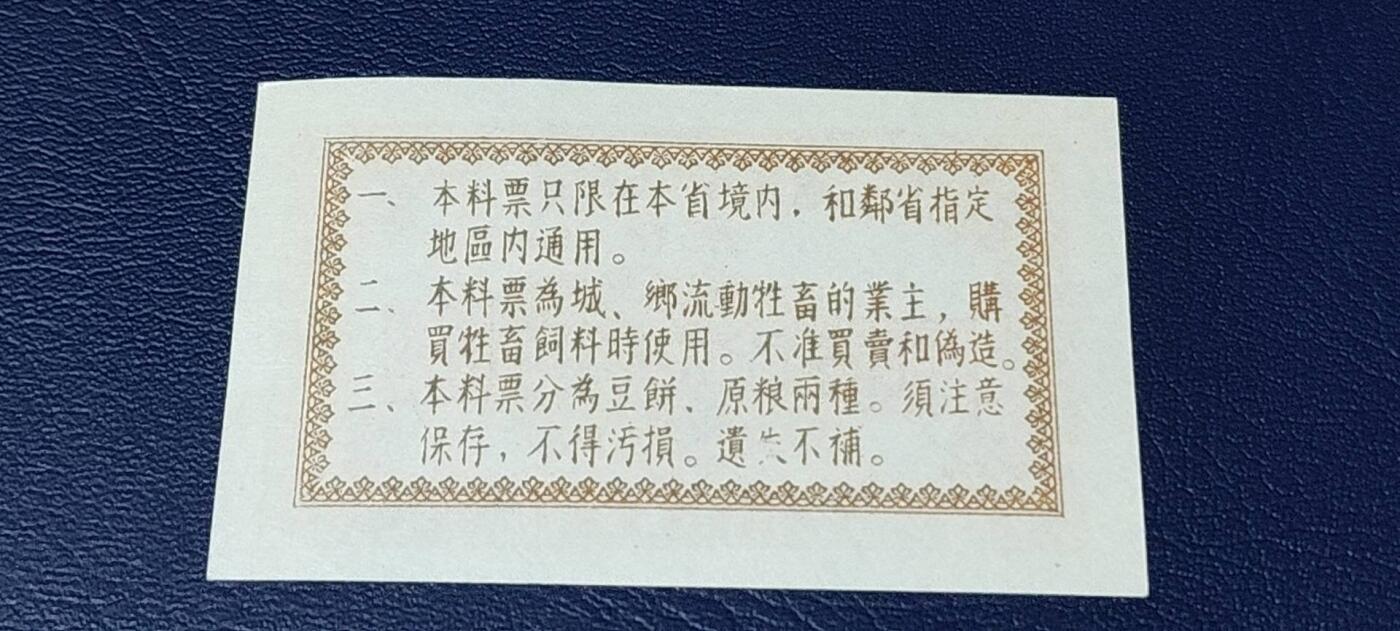 一、本料票只限在本省境内，和鄰省指定
地區内通用。
二、本料票為城、鄉流動牲畜的業主，購
買牲畜飼料時使用。不准買賣和偽造。
三、本料票分為豆餅、原粮兩種。須注意
保存，不得污損。遺失不補。